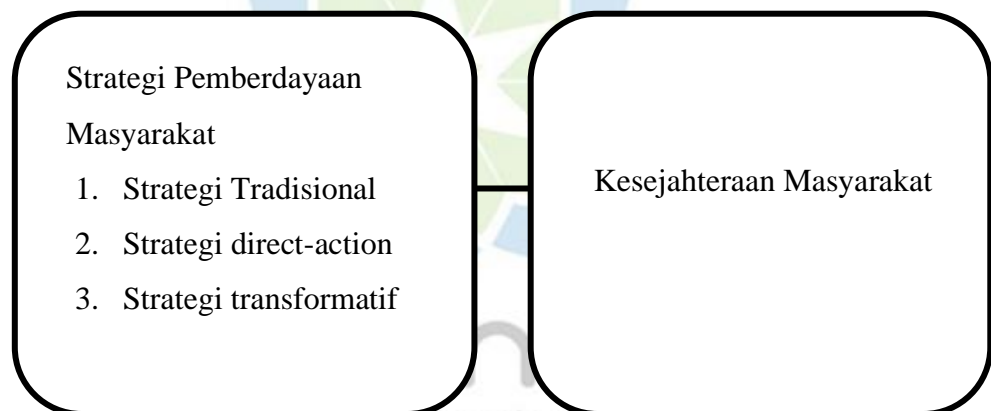 Strategi Pemberdayaan
Masyarakat
1. Strategi Tradisional
2. Strategi direct-action
3. Strategi transformatif
Kesejahteraan Masyarakat